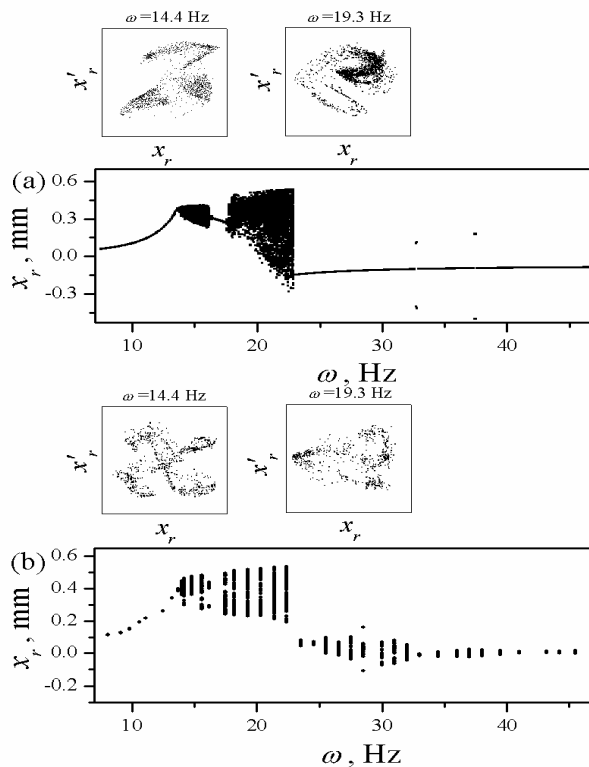 ω=14.4 Hz
ω=19.3 Hz
x'r
x'r
xr
xr
(a)
0.6
0.3
0.0
-0.3
xr, mm
10
20
30
40
ω, Hz
ω=14.4 Hz
ω=19.3 Hz
x'r
x'r
xr
xr
(b)
0.6
0.4
0.2
0.0
-0.2
xr, mm
10
20
30
40
ω, Hz